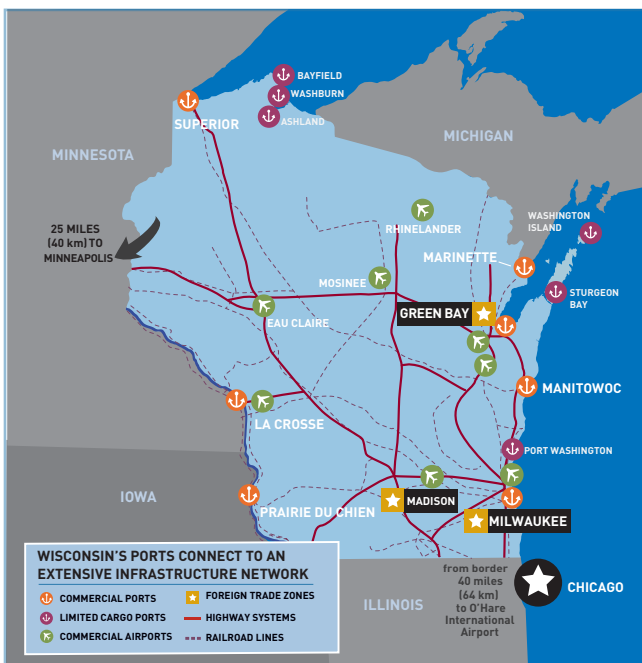 BAYFIELD
WASHBURN
ASHLAND
SUPERIOR
MICHIGAN
MINNESOTA
25 MILES
(40 km) TO
MINNEAPOLIS
RHINELANDER
WASHINGTON
ISLAND
MARINETTE
MOSINEE
STURGEON
BAY
GREEN BAY
EAU CLAIRE
MANITOWOC
LA CROSSE
PORT WASHINGTON
IOWA
PRAIRIE DU CHIEN
MADISON
MILWAUKEE
WISCONSIN'S PORTS CONNECT TO AN
EXTENSIVE INFRASTRUCTURE NETWORK
COMMERCIAL PORTS
LIMITED CARGO PORTS
COMMERCIAL AIRPORTS
FOREIGN TRADE ZONES
HIGHWAY SYSTEMS
RAILROAD LINES
ILLINOIS
from border
40 miles
(64 km)
to O'Hare
International
Airport
CHICAGO